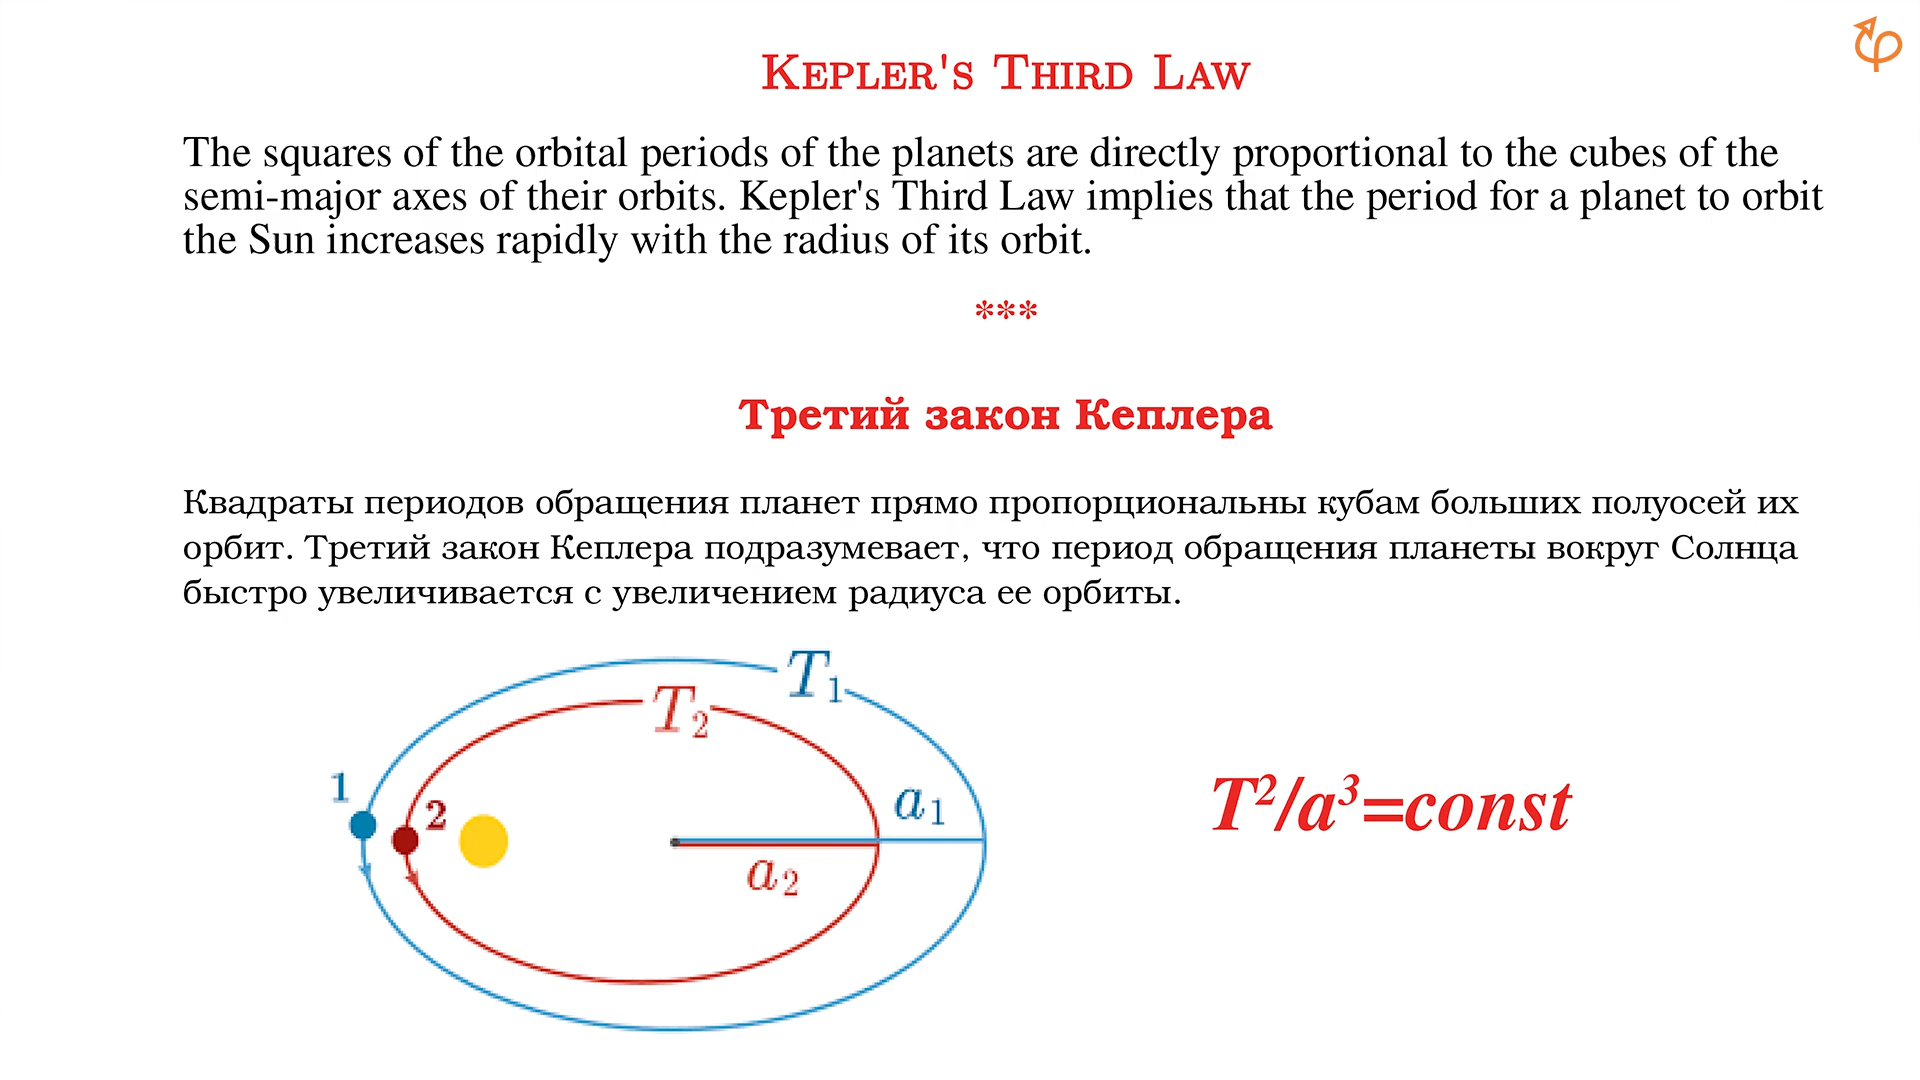 Kepler's Third Law
The squares of the orbital periods of the planets are directly proportional to the cubes of the
semi-major axes of their orbits. Kepler's Third Law implies that the period for a planet to orbit
the Sun increases rapidly with the radius of its orbit.
***
Третий закон Кеплера
Квадраты периодов обращения планет прямо пропорциональны кубам больших полуосей их
орбит. Третий закон Кеплера подразумевает, что период обращения планеты вокруг Солнца
быстро увеличивается с увеличением радиуса ее орбиты.
T₁
T₂
1
2
a₁
a₂
T²/a³=const